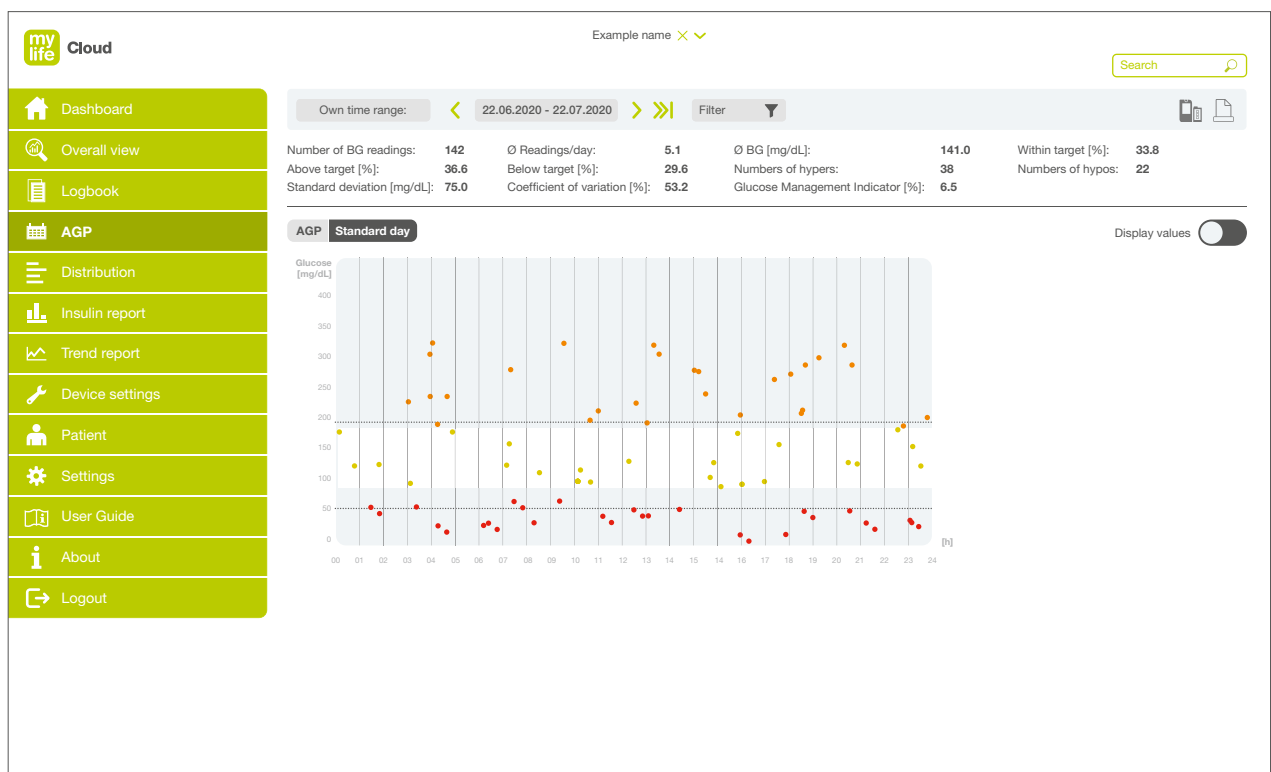 my
life Cloud
Example name
Search
Dashboard
Overall view
Logbook
AGP
Distribution
Insulin report
Trend report
Device settings
Patient
Settings
User Guide
About
Logout
Own time range: 22.06.2020 - 22.07.2020 Filter
Number of BG readings: 142 Ø Readings/day: 5.1 Ø BG [mg/dL]: 141.0 Within target [%]: 33.8
Above target [%]: 36.6 Below target [%]: 29.6 Numbers of hypers: 38 Numbers of hypos: 22
Standard deviation [mg/dL]: 75.0 Coefficient of variation [%]: 53.2 Glucose Management Indicator [%]: 6.5
AGP Standard day Display values
Glucose
[mg/dL]
400
350
300
250
200
150
100
50
0
[h]
00 01 02 03 04 05 06 07 08 09 10 11 12 13 14 15 14 16 17 18 19 20 21 22 23 24